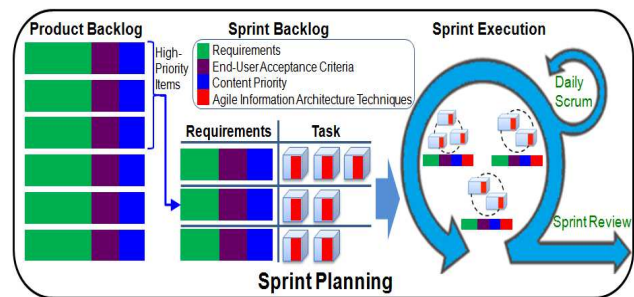 Product Backlog
High-
Priority
Items
Sprint Backlog
Requirements
End-User Acceptance Criteria
Content Priority
Agile Information Architecture Techniques
Requirements
Task
Sprint Execution
Daily
Scrum
Sprint Review
Sprint Planning